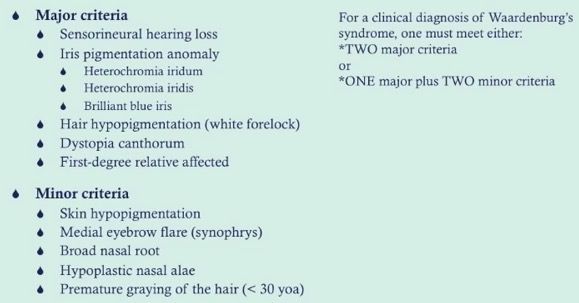 Major criteria
Sensorineural hearing loss
Iris pigmentation anomaly
Heterochromia iridum
Heterochromia iridis
Brilliant blue iris
Hair hypopigmentation (white forelock)
Dystopia canthorum
First-degree relative affected
Minor criteria
Skin hypopigmentation
Medial eyebrow flare (synophrys)
Broad nasal root
Hypoplastic nasal alae
Premature graying of the hair (< 30 yoa)
For a clinical diagnosis of Waardenburg's
syndrome, one must meet either:
*TWO major criteria
or
*ONE major plus TWO minor criteria